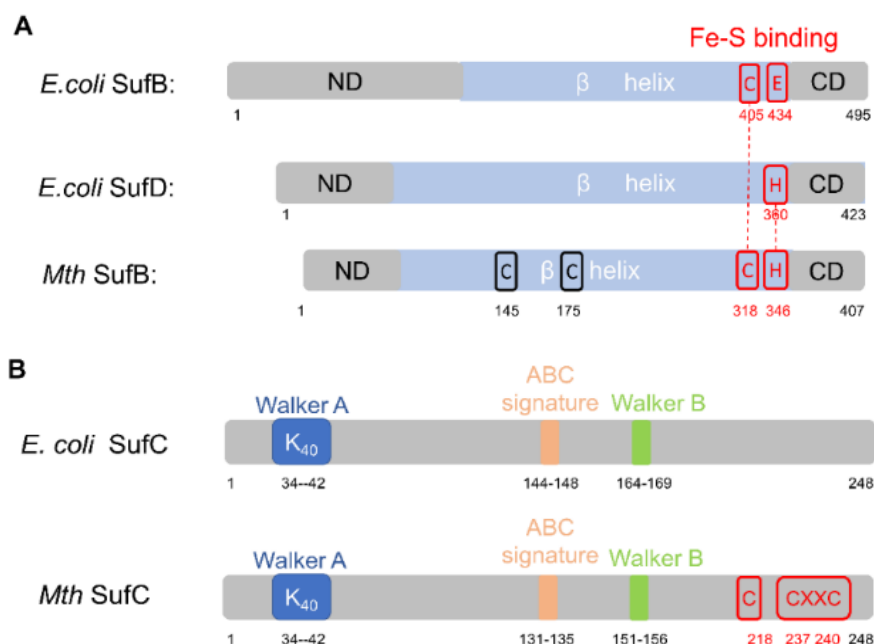 A
Fe-S binding
E.coli SufB:
ND
β helix
C
E
CD
1
405
434
495
E.coli SufD:
ND
β helix
H
CD
1
360
423
Mth SufB:
ND
C
β
C
helix
C
H
CD
1
145
175
318
346
407
B
ABC
signature
Walker A
Walker B
E. coli SufC
K40
1
34--42
144-148
164-169
248
ABC
signature
Walker A
Walker B
Mth SufC
K40
C
CXXC
1
34--42
131-135
151-156
218
237 240
248